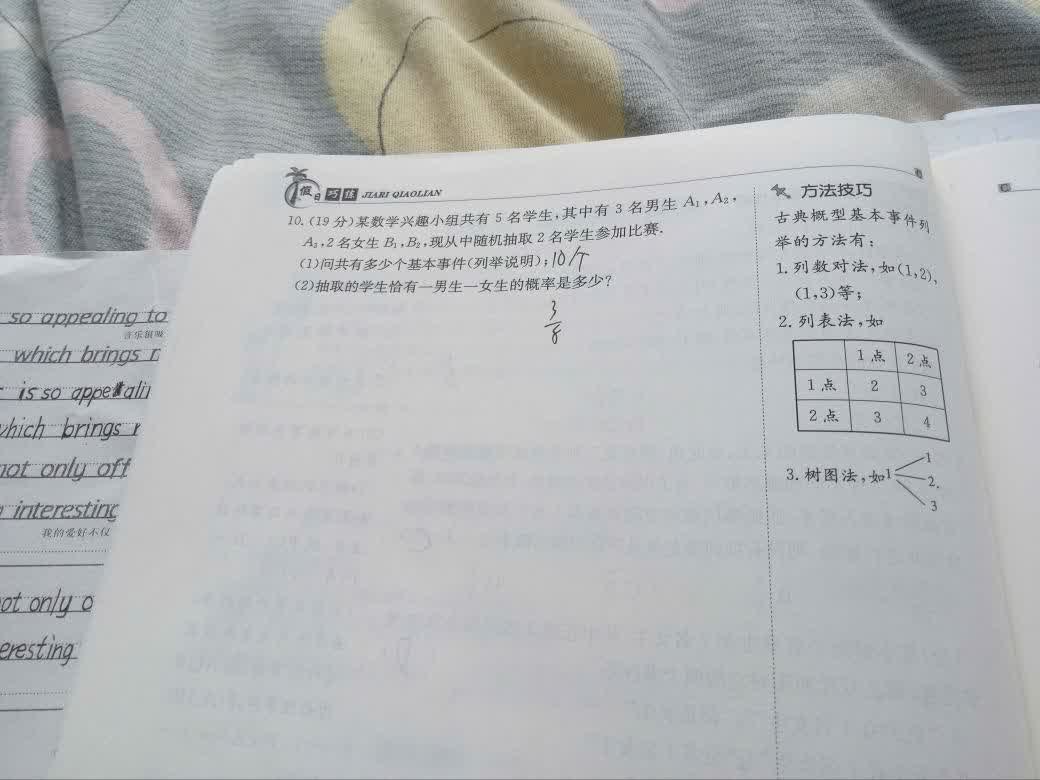 假日巧练 JIARI QIAOLIAN
10.(19分)某数学兴趣小组共有5名学生,其中有3名男生A₁,A₂,
A₃,2名女生B₁,B₂,现从中随机抽取2名学生参加比赛.
(1)问共有多少个基本事件(列举说明);10个
(2)抽取的学生恰有一男生一女生的概率是多少?
3/8
方法技巧
古典概型基本事件列
举的方法有:
1.列数对法,如(1,2)、
(1,3)等;
2.列表法,如
1点 2点
1点 2 3
2点 3 4
3.树图法,如1
1
2.
3
so appealing to
音乐很吸
which brings
is so appealing
which brings
not only off
interesting
我的爱好不仅
not only o
eresting